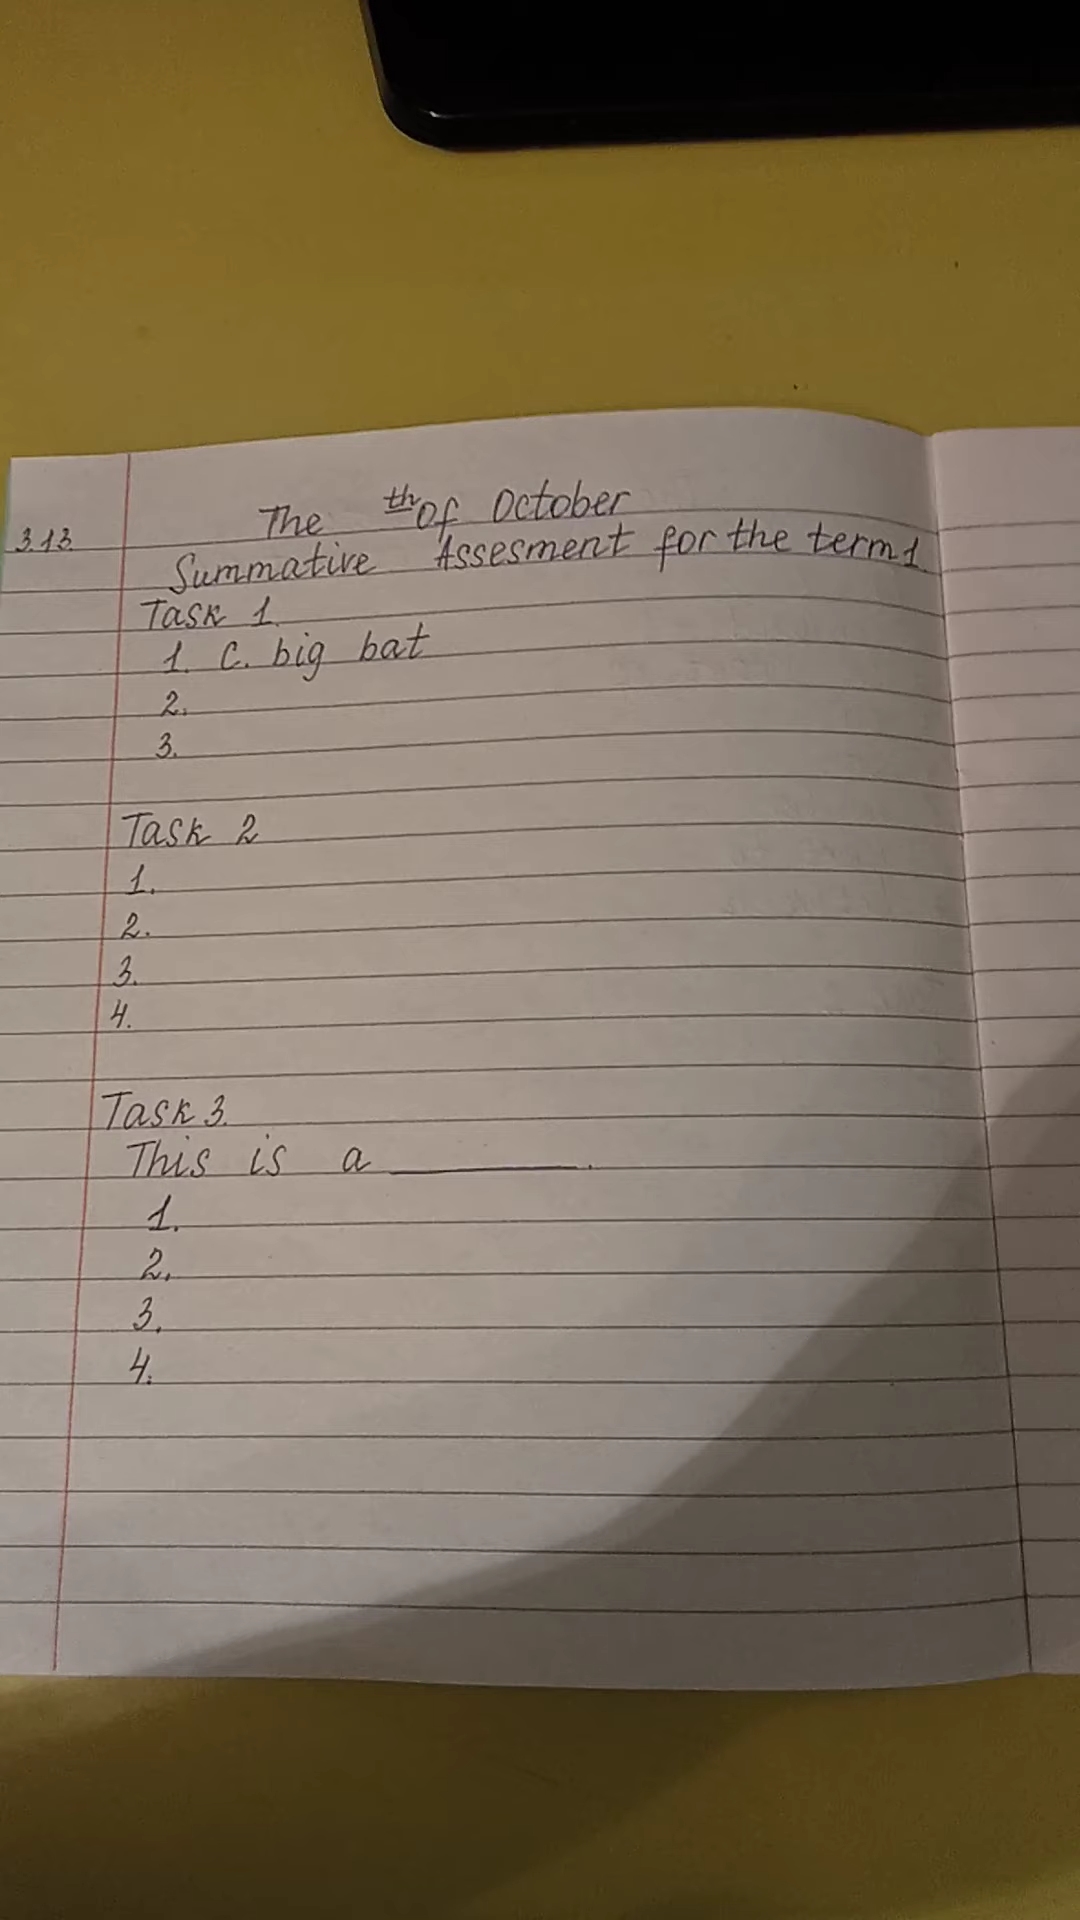 The th of October
3.13.
Summative Assesment for the term 1.
Task 1.
1. C. big bat
2.
3.
Task 2
1.
2.
3.
4.
Task 3.
This is a ________.
1.
2.
3.
4.